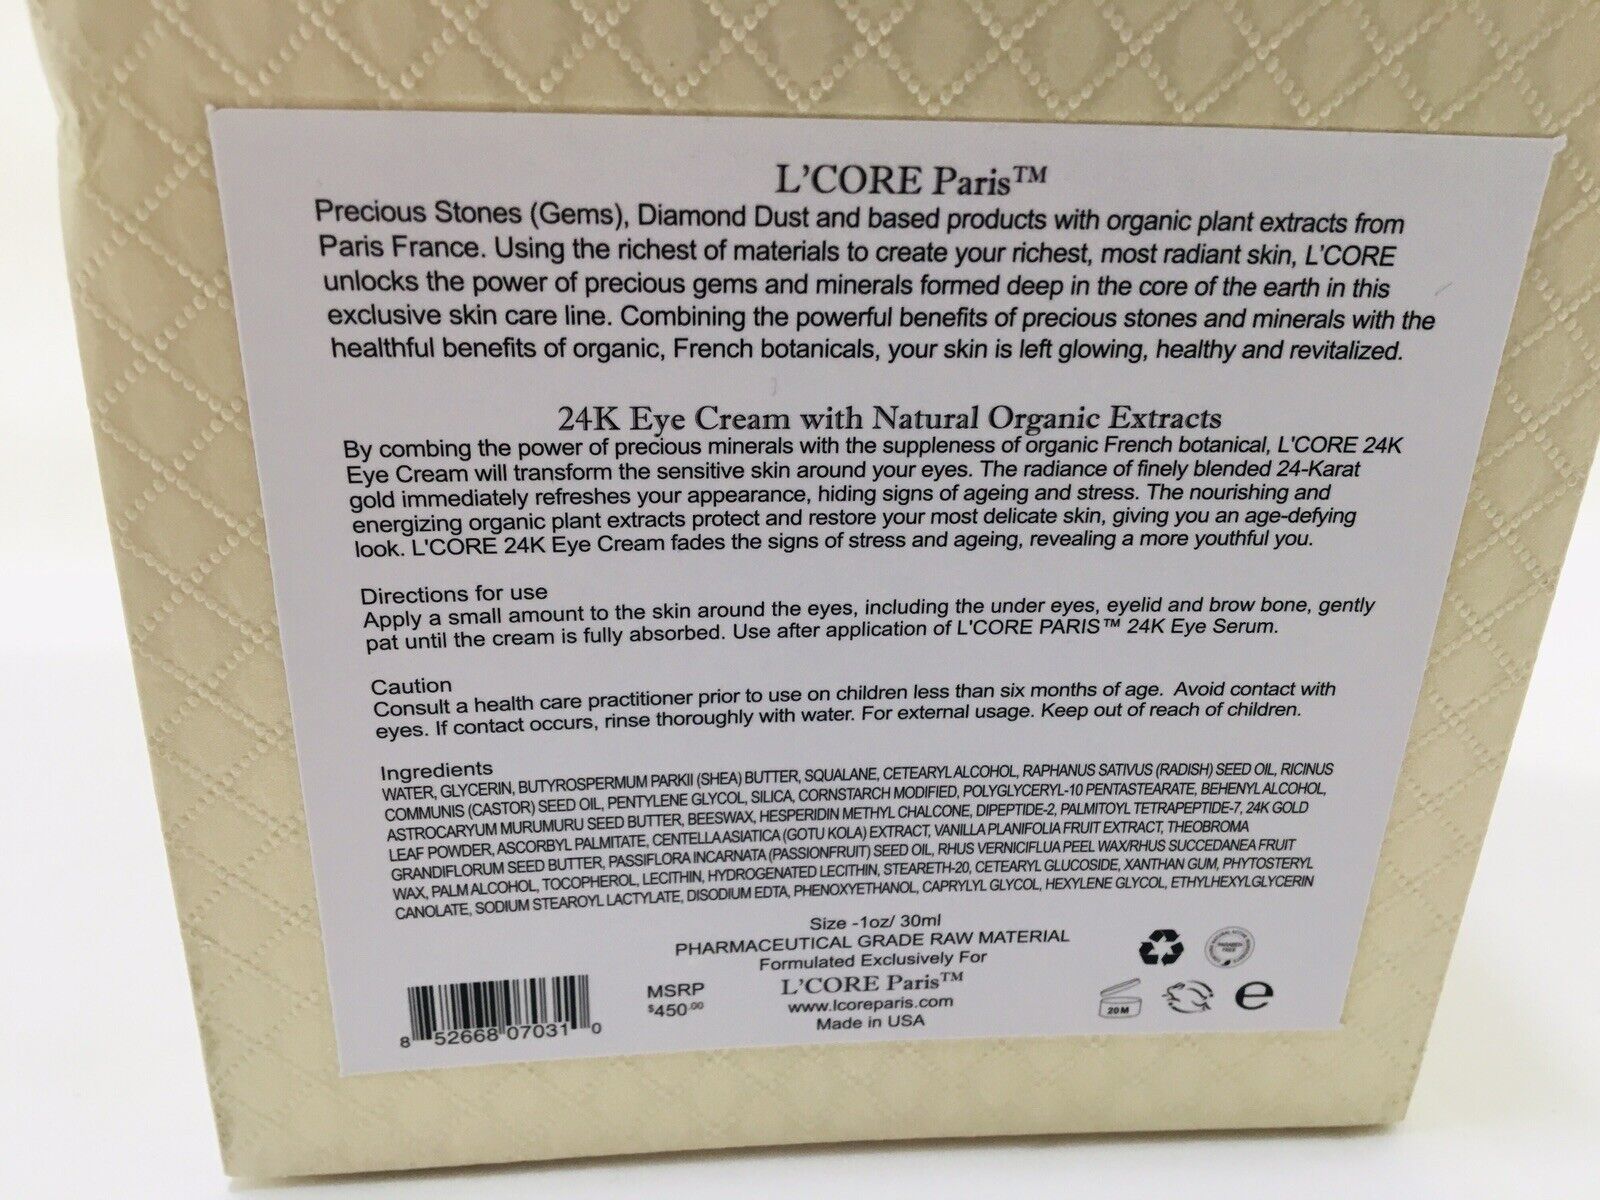 L'CORE Paris™
Precious Stones (Gems), Diamond Dust and based products with organic plant extracts from
Paris France. Using the richest of materials to create your richest, most radiant skin, L'CORE
unlocks the power of precious gems and minerals formed deep in the core of the earth in this
exclusive skin care line. Combining the powerful benefits of precious stones and minerals with the
healthful benefits of organic, French botanicals, your skin is left glowing, healthy and revitalized.
24K Eye Cream with Natural Organic Extracts
By combing the power of precious minerals with the suppleness of organic French botanical, L'CORE 24K
Eye Cream will transform the sensitive skin around your eyes. The radiance of finely blended 24-Karat
gold immediately refreshes your appearance, hiding signs of ageing and stress. The nourishing and
energizing organic plant extracts protect and restore your most delicate skin, giving you an age-defying
look. L'CORE 24K Eye Cream fades the signs of stress and ageing, revealing a more youthful you.
Directions for use
Apply a small amount to the skin around the eyes, including the under eyes, eyelid and brow bone, gently
pat until the cream is fully absorbed. Use after application of L'CORE PARIS™ 24K Eye Serum.
Caution
Consult a health care practitioner prior to use on children less than six months of age. Avoid contact with
eyes. If contact occurs, rinse thoroughly with water. For external usage. Keep out of reach of children.
Ingredients
WATER, GLYCERIN, BUTYROSPERMUM PARKII (SHEA) BUTTER, SQUALANE, CETEARYL ALCOHOL, RAPHANUS SATIVUS (RADISH) SEED OIL, RICINUS
COMMUNIS (CASTOR) SEED OIL, PENTYLENE GLYCOL, SILICA, CORNSTARCH MODIFIED, POLYGLYCERYL-10 PENTASTEARATE, BEHENYL ALCOHOL,
ASTROCARYUM MURUMURU SEED BUTTER, BEESWAX, HESPERIDIN METHYL CHALCONE, DIPEPTIDE-2, PALMITOYL TETRAPEPTIDE-7, 24K GOLD
LEAF POWDER, ASCORBYL PALMITATE, CENTELLA ASIATICA (GOTU KOLA) EXTRACT, VANILLA PLANIFOLIA FRUIT EXTRACT, THEOBROMA
GRANDIFLORUM SEED BUTTER, PASSIFLORA INCARNATA (PASSIONFRUIT) SEED OIL, RHUS VERNICIFLUA PEEL WAX/RHUS SUCCEDANEA FRUIT
WAX, PALM ALCOHOL, TOCOPHEROL, LECITHIN, HYDROGENATED LECITHIN, STEARETH-20, CETEARYL GLUCOSIDE, XANTHAN GUM, PHYTOSTERYL
CANOLATE, SODIUM STEAROYL LACTYLATE, DISODIUM EDTA, PHENOXYETHANOL, CAPRYLYL GLYCOL, HEXYLENE GLYCOL, ETHYLHEXYLGLYCERIN
Size -1oz/ 30ml
PHARMACEUTICAL GRADE RAW MATERIAL
Formulated Exclusively For
L'CORE Paris™
www.lcoreparis.com
Made in USA
MSRP
$450.00
8 52668 07031 0
PARABEN
FREE
20M
e